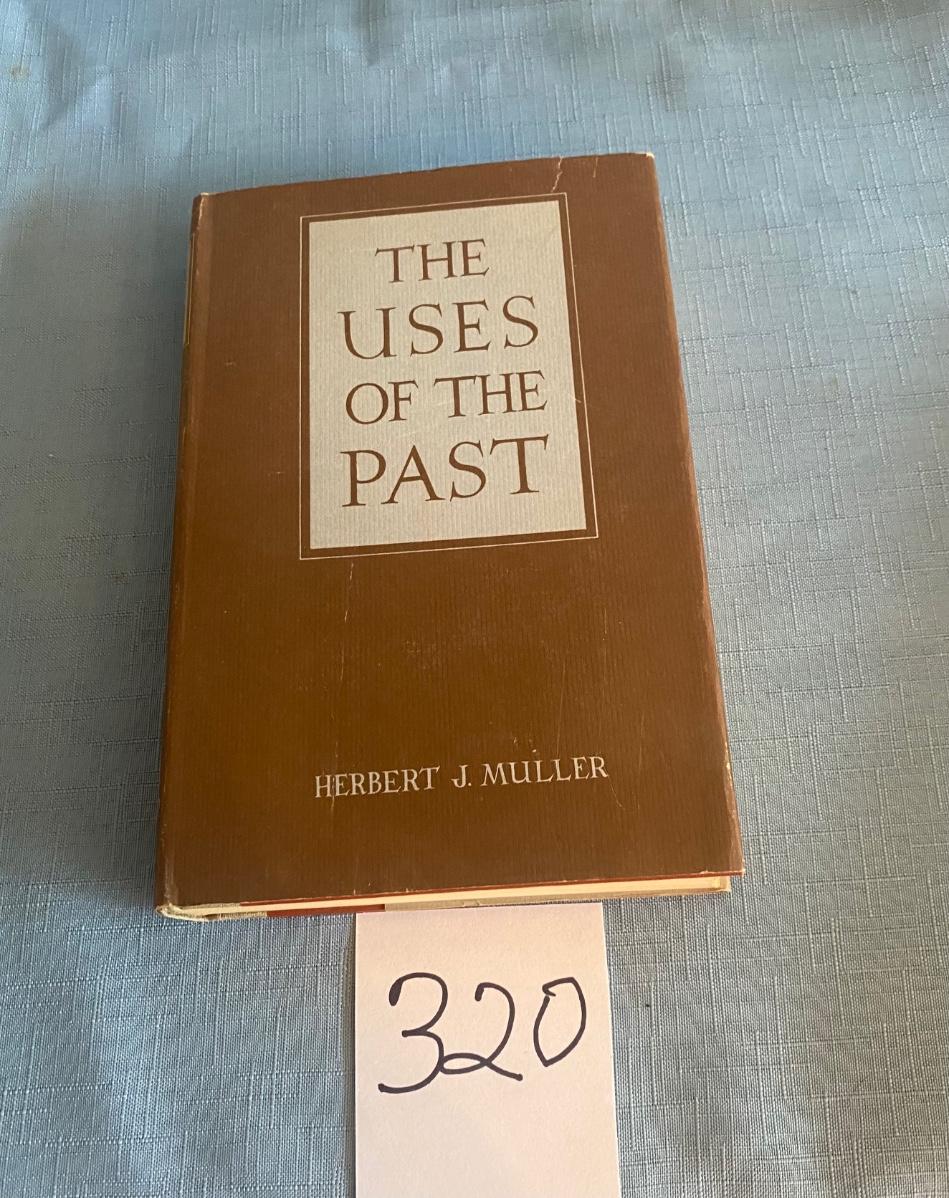 THE
USES
OF THE
PAST
HERBERT J. MULLER
320